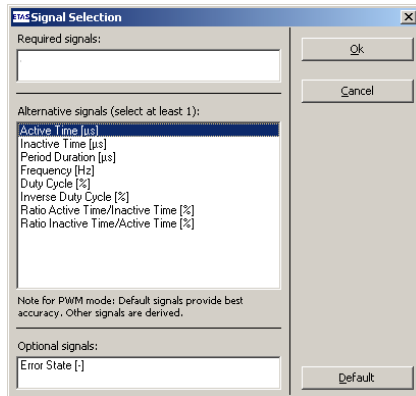 ETAS Signal Selection
Required signals:
Ok
Cancel
Alternative signals (select at least 1):
Active Time [µs]
Inactive Time [µs]
Period Duration [µs]
Frequency [Hz]
Duty Cycle [%]
Inverse Duty Cycle [%]
Ratio Active Time/Inactive Time [%]
Ratio Inactive Time/Active Time [%]
Note for PWM mode: Default signals provide best
accuracy. Other signals are derived.
Optional signals:
Error State [-]
Default